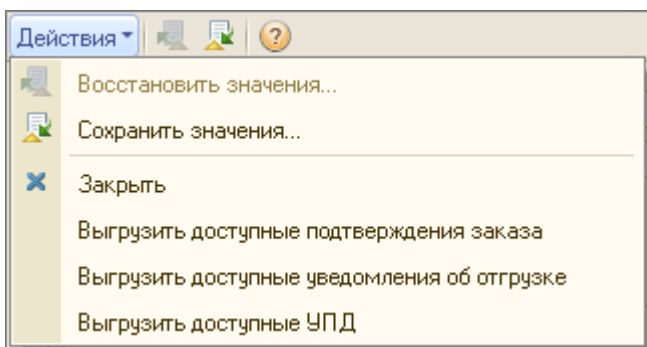 Действия
Восстановить значения...
Сохранить значения...
Закрыть
Выгрузить доступные подтверждения заказа
Выгрузить доступные уведомления об отгрузке
Выгрузить доступные УПД